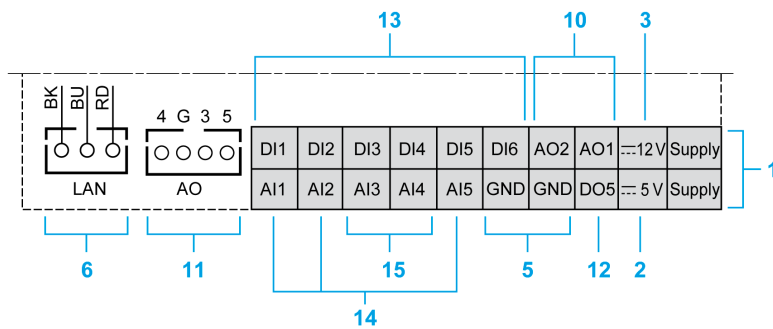 13 10 3
BK BU RD
4 G 3 5
DI1 DI2 DI3 DI4 DI5 DI6 AO2 AO1 ⎓12 V Supply
1
LAN AO AI1 AI2 AI3 AI4 AI5 GND GND DO5 ⎓ 5 V Supply
6 11 15 5 12 2
14